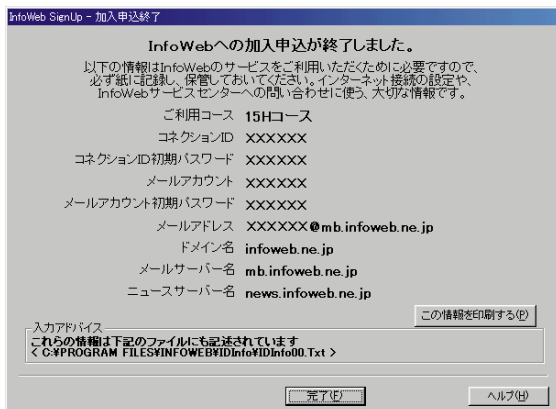 InfoWeb SignUp - 加入申込終了
InfoWebへの加入申込が終了しました。
以下の情報はInfoWebのサービスをご利用いただくために必要ですので、
必ず紙に記録し、保管しておいてください。インターネット接続の設定や、
InfoWebサービスセンターへの問い合わせに使う、大切な情報です。
ご利用コース 15Hコース
コネクションID XXXXXX
コネクションID初期パスワード XXXXXX
メールアカウント XXXXXX
メールアカウント初期パスワード XXXXXX
メールアドレス XXXXXX@mb.infoweb.ne.jp
ドメイン名 infoweb.ne.jp
メールサーバー名 mb.infoweb.ne.jp
ニュースサーバー名 news.infoweb.ne.jp
この情報を印刷する(P)
入力アドバイス
これらの情報は下記のファイルにも記述されています
< C:¥PROGRAM FILES¥INFOWEB¥IDInfo¥IDInfo00.Txt >
完了(E) ヘルプ(H)